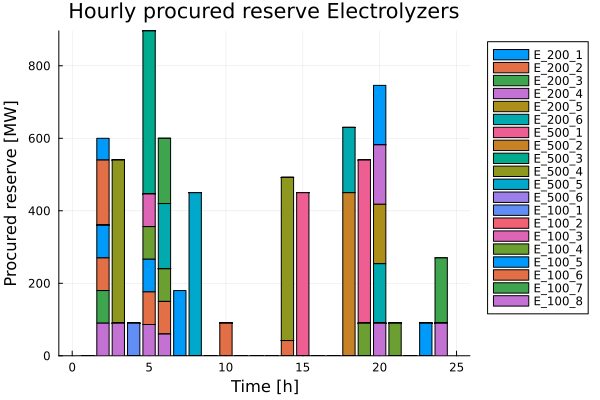 Hourly procured reserve Electrolyzers
Procured reserve [MW]
800
600
400
200
0
0 5 10 15 20 25
Time [h]
E_200_1
E_200_2
E_200_3
E_200_4
E_200_5
E_200_6
E_500_1
E_500_2
E_500_3
E_500_4
E_500_5
E_500_6
E_100_1
E_100_2
E_100_3
E_100_4
E_100_5
E_100_6
E_100_7
E_100_8